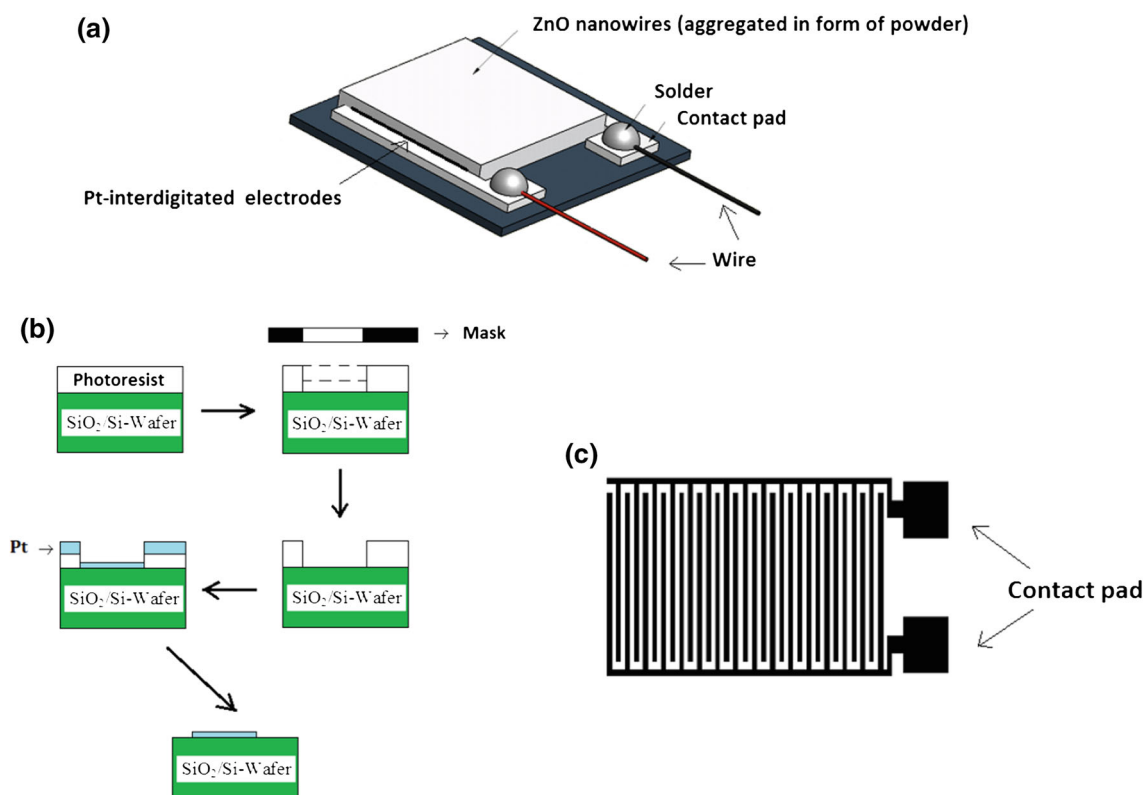 (a)
ZnO nanowires (aggregated in form of powder)
Solder
Contact pad
Pt-interdigitated electrodes
Wire
(b)
Mask
Photoresist
SiO₂/Si-Wafer
SiO₂/Si-Wafer
Pt
SiO₂/Si-Wafer
SiO₂/Si-Wafer
SiO₂/Si-Wafer
(c)
Contact pad